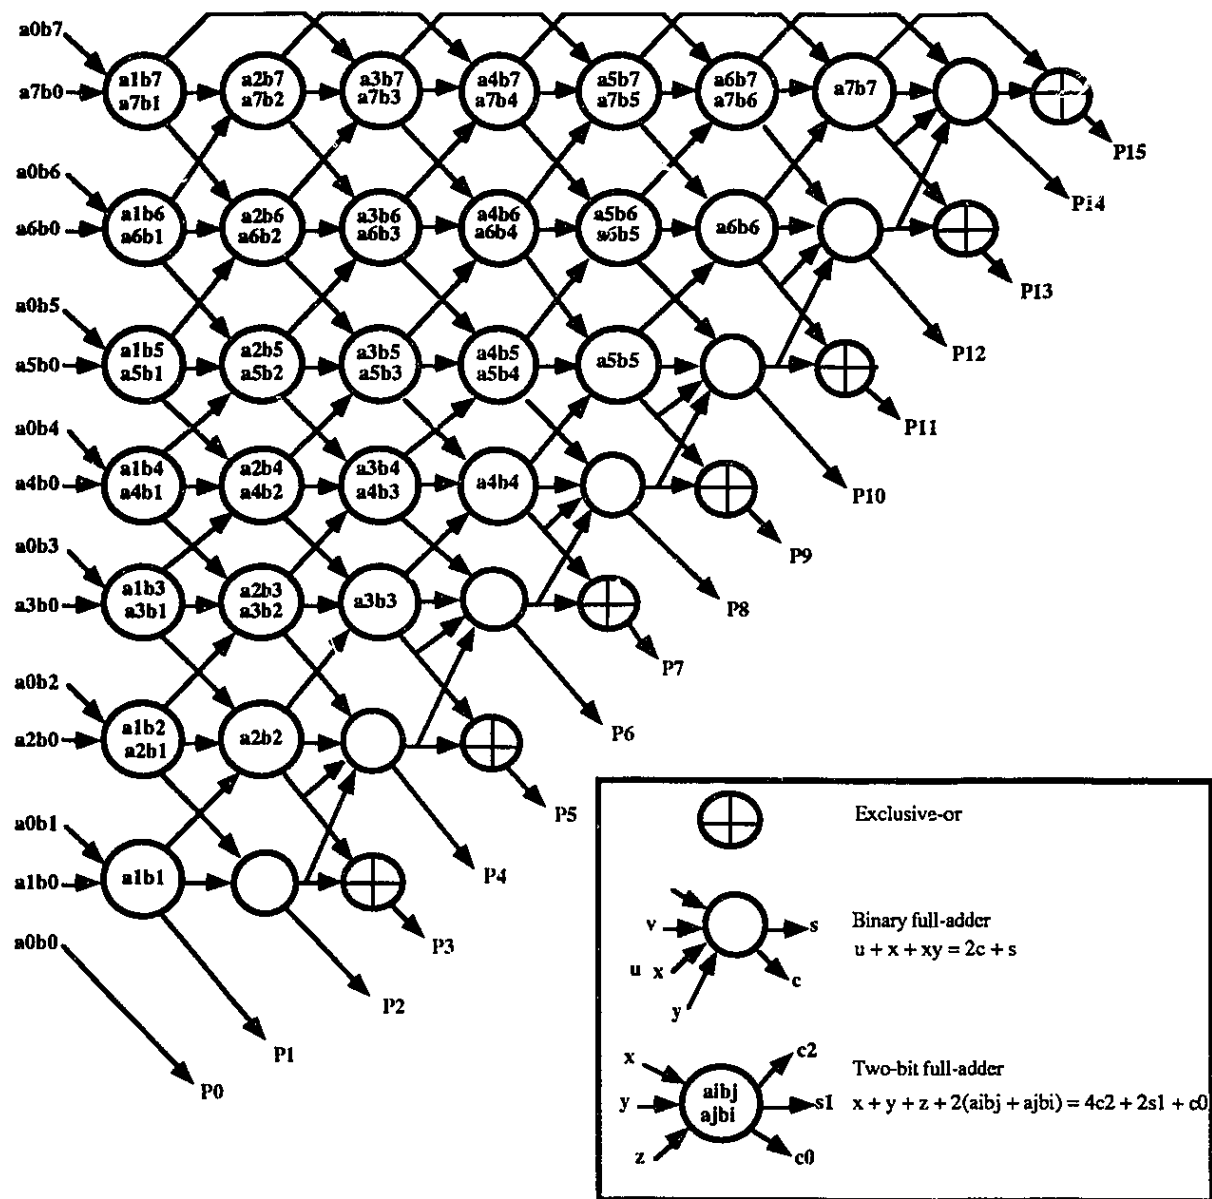 a0b7
a7b0
a1b7
a7b1
a2b7
a7b2
a3b7
a7b3
a4b7
a7b4
a5b7
a7b5
a6b7
a7b6
a7b7
P15
P14
a0b6
a6b0
a1b6
a6b1
a2b6
a6b2
a3b6
a6b3
a4b6
a6b4
a5b6
a6b5
a6b6
P13
P12
a0b5
a5b0
a1b5
a5b1
a2b5
a5b2
a3b5
a5b3
a4b5
a5b4
a5b5
P11
P10
a0b4
a4b0
a1b4
a4b1
a2b4
a4b2
a3b4
a4b3
a4b4
P9
P8
a0b3
a3b0
a1b3
a3b1
a2b3
a3b2
a3b3
P7
P6
a0b2
a2b0
a1b2
a2b1
a2b2
P5
P4
a0b1
a1b0
a1b1
P3
P2
a0b0
P1
P0
Exclusive-or
v
u x
y
s
c
Binary full-adder
u + x + xy = 2c + s
x
y
z
aibj
ajbi
c2
s1
c0
Two-bit full-adder
x + y + z + 2(aibj + ajbi) = 4c2 + 2s1 + c0